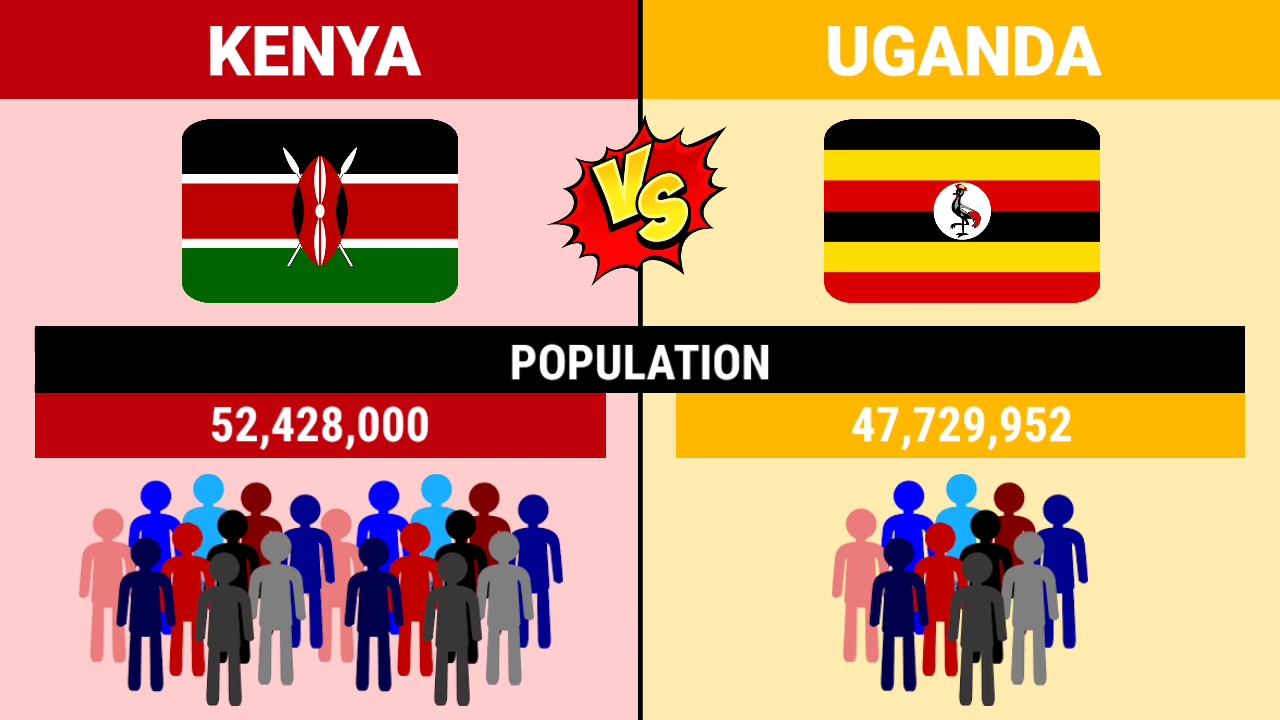 KENYA
UGANDA
VS
POPULATION
52,428,000
47,729,952